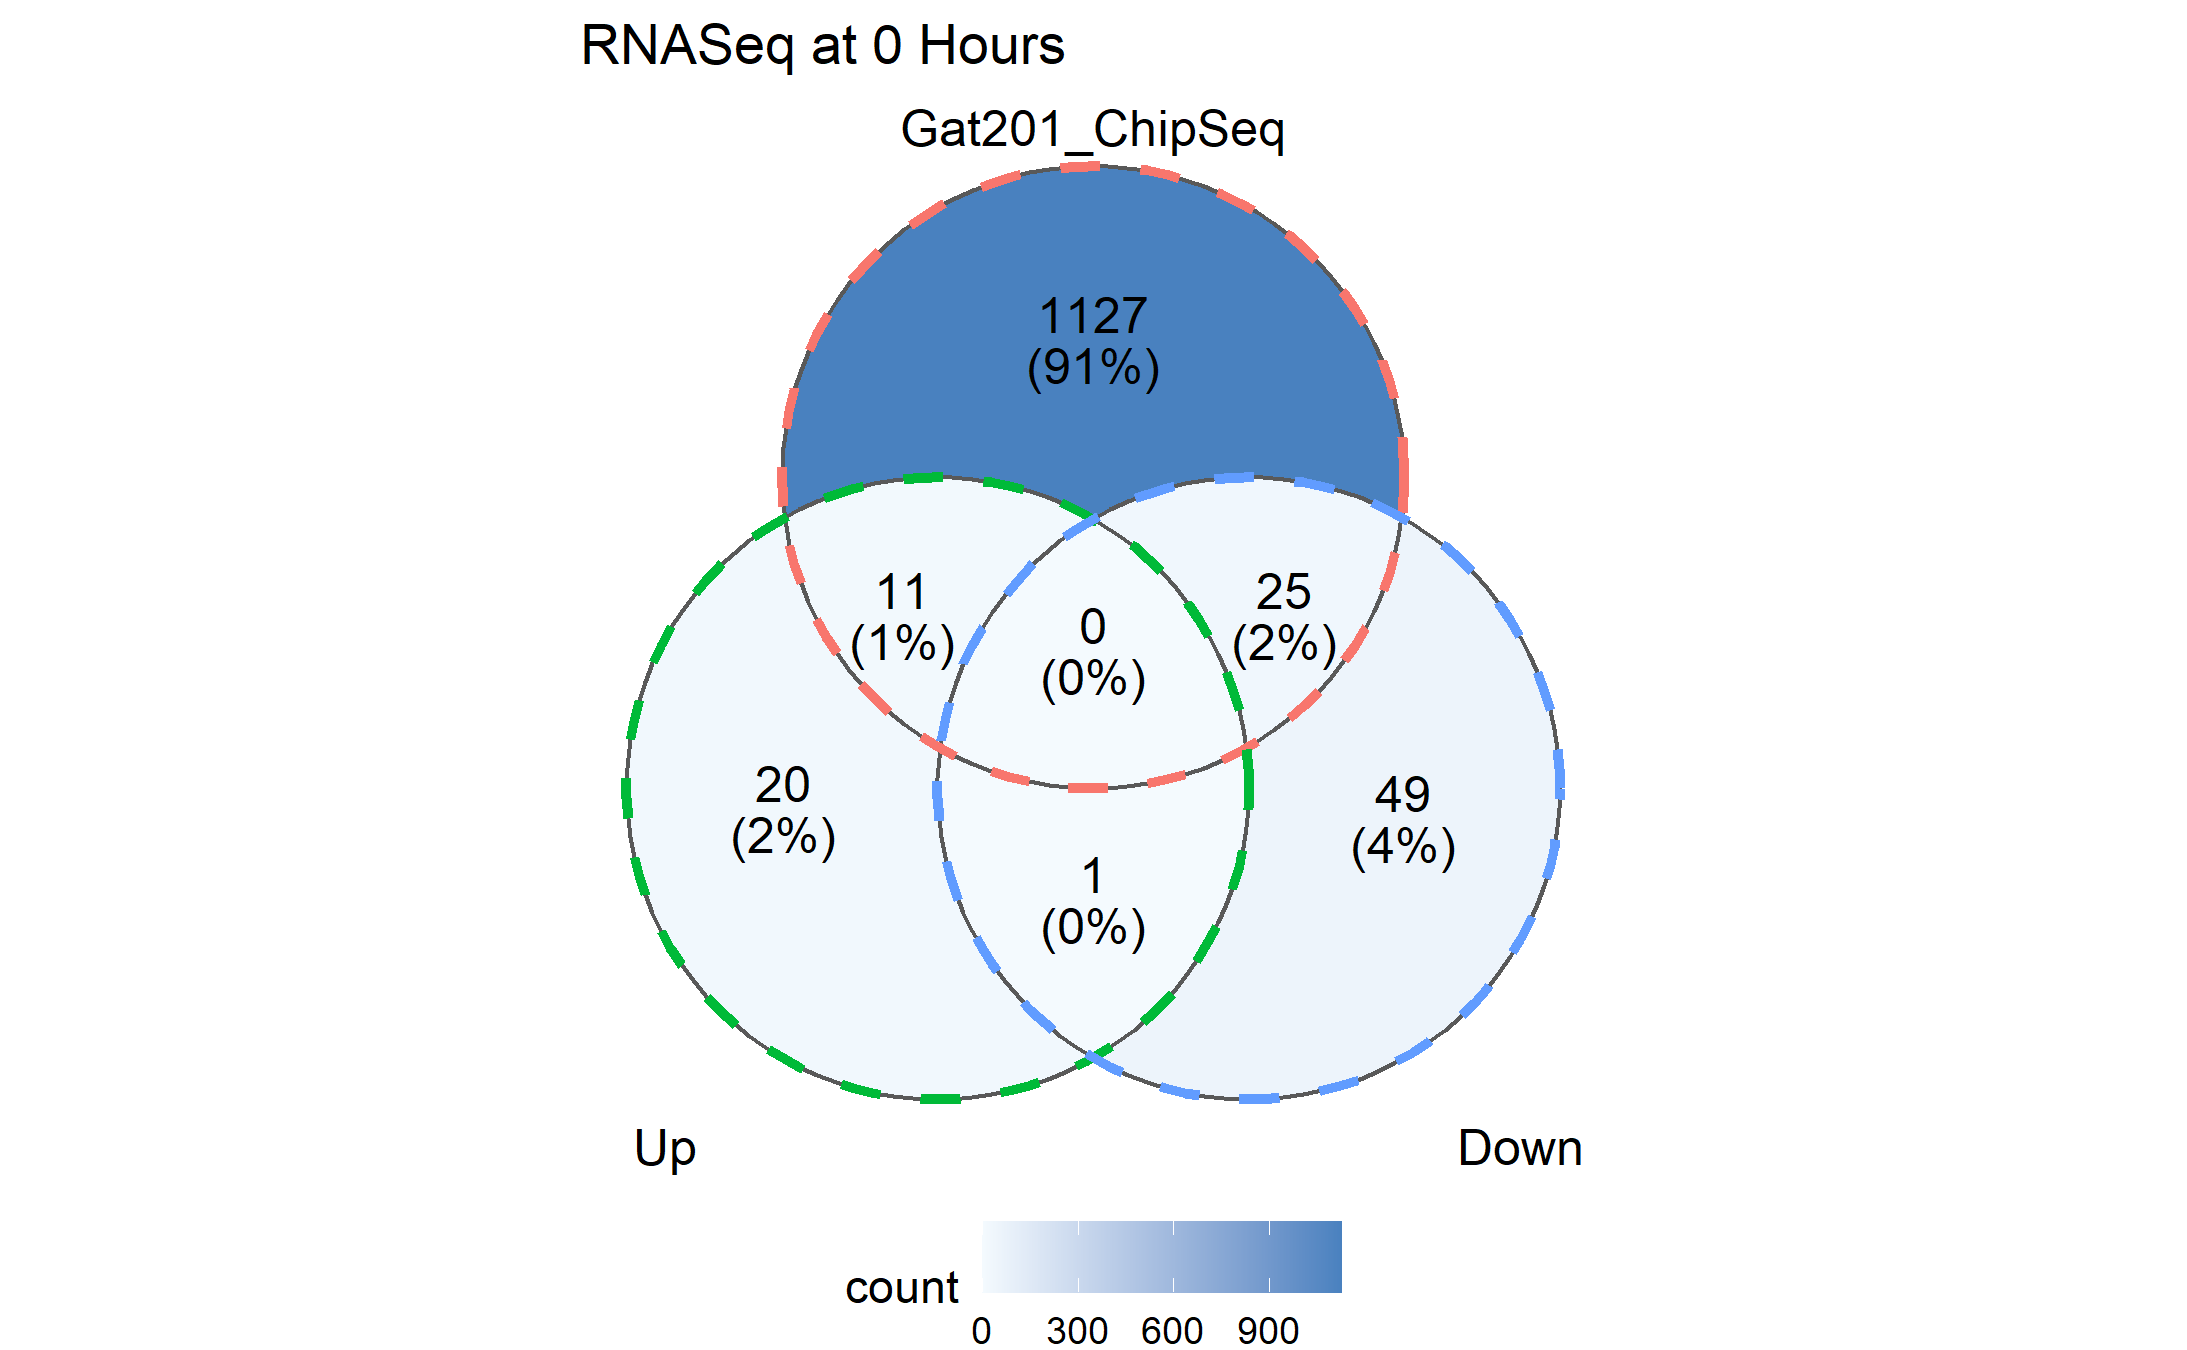 RNASeq at 0 Hours
Gat201_ChipSeq
1127
(91%)
11
(1%)
0
(0%)
25
(2%)
20
(2%)
49
(4%)
1
(0%)
Up
Down
count
0 300 600 900